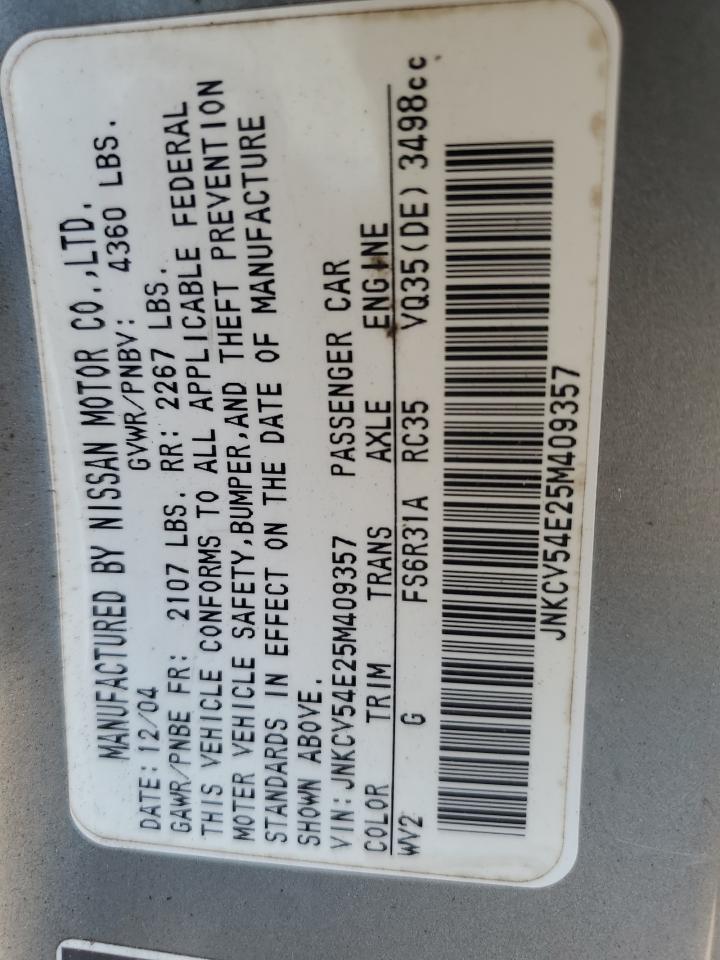 MANUFACTURED BY NISSAN MOTOR CO.,LTD.
DATE: 12/04 GVWR/PNBV: 4360 LBS.
GAWR/PNBE FR: 2107 LBS. RR: 2267 LBS.
THIS VEHICLE CONFORMS TO ALL APPLICABLE FEDERAL
MOTER VEHICLE SAFETY,BUMPER,AND THEFT PREVENTION
STANDARDS IN EFFECT ON THE DATE OF MANUFACTURE
SHOWN ABOVE.
VIN: JNKCV54E25M409357 PASSENGER CAR
COLOR TRIM TRANS AXLE ENGINE
WV2 G FS6R31A RC35 VQ35(DE) 3498cc
JNKCV54E25M409357